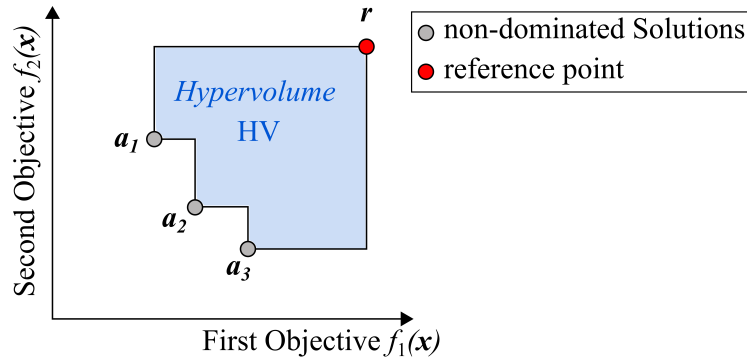 r
non-dominated Solutions
reference point
Hypervolume
HV
a1
a2
a3
Second Objective f2(x)
First Objective f1(x)